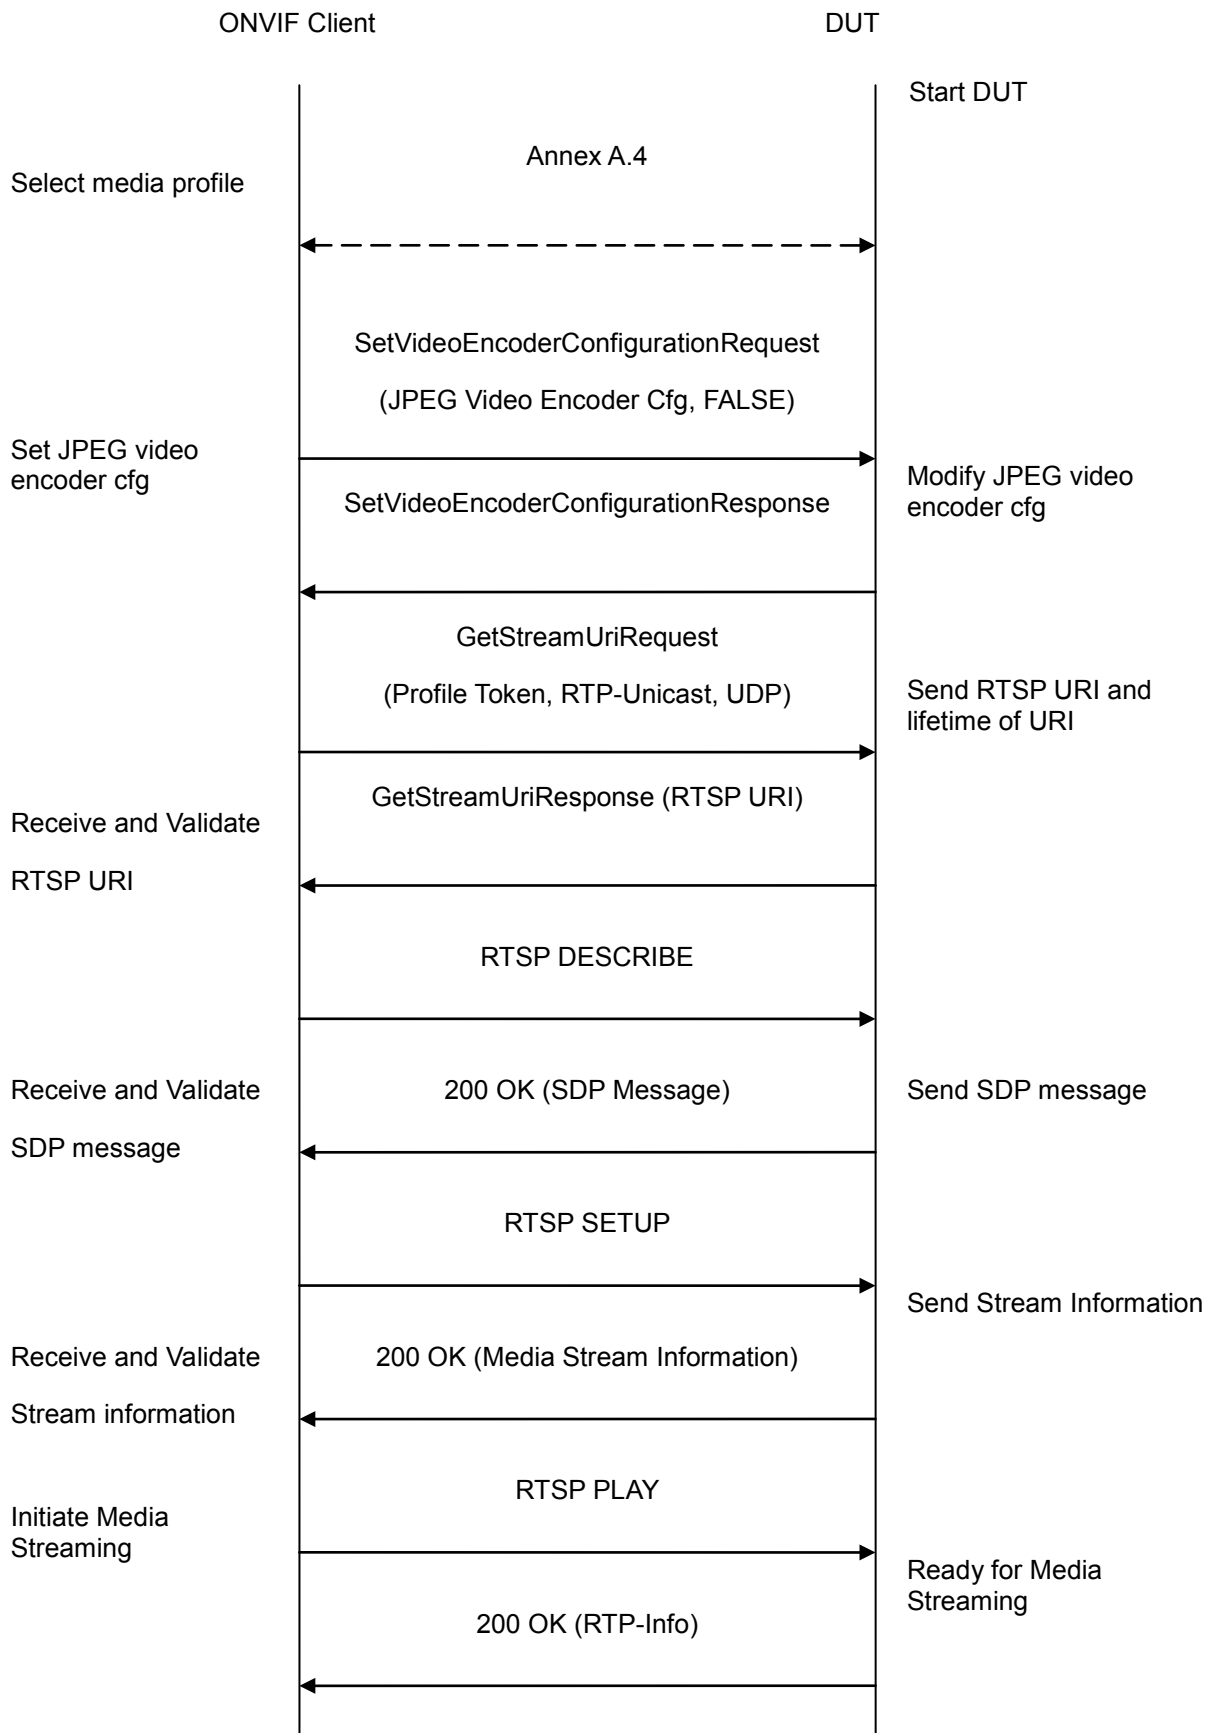 ONVIF Client
DUT
Start DUT
Annex A.4
Select media profile
SetVideoEncoderConfigurationRequest
(JPEG Video Encoder Cfg, FALSE)
Set JPEG video
encoder cfg
Modify JPEG video
encoder cfg
SetVideoEncoderConfigurationResponse
GetStreamUriRequest
(Profile Token, RTP-Unicast, UDP)
Send RTSP URI and
lifetime of URI
GetStreamUriResponse (RTSP URI)
Receive and Validate
RTSP URI
RTSP DESCRIBE
Receive and Validate
SDP message
200 OK (SDP Message)
Send SDP message
RTSP SETUP
Send Stream Information
Receive and Validate
Stream information
200 OK (Media Stream Information)
RTSP PLAY
Initiate Media
Streaming
Ready for Media
Streaming
200 OK (RTP-Info)